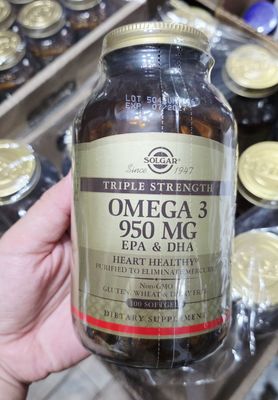 EXP.
SOLGAR®
Since 1947
TRIPLE STRENGTH
OMEGA 3
950 MG
EPA & DHA
HEART HEALTHY
PURIFIED TO ELIMINATE MERCURY
Non-GMO
GLUTEN, WHEAT & DAIRY FREE
100 SOFTGELS
DIETARY SUPPLEMENT